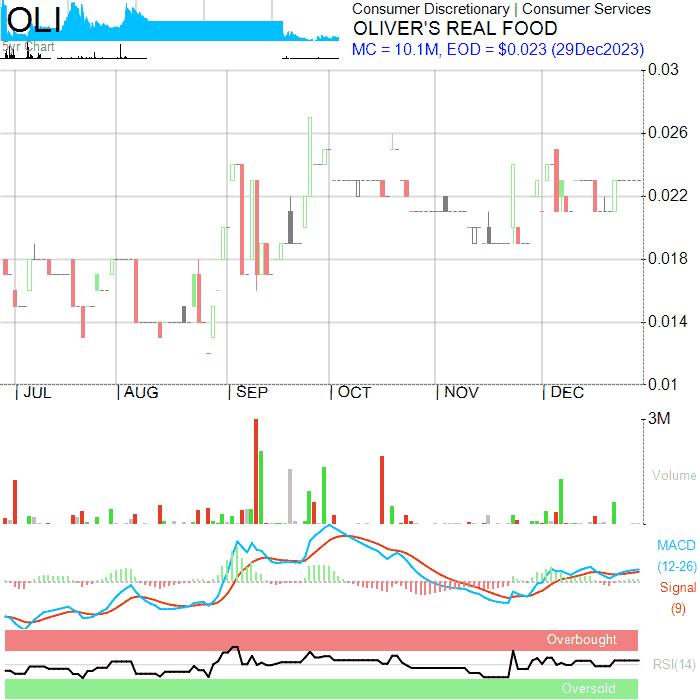 OLI
5yr Chart
Consumer Discretionary | Consumer Services
OLIVER'S REAL FOOD
MC = 10.1M, EOD = $0.023 (29Dec2023)
0.03
0.026
0.022
0.018
0.014
0.01
| JUL | AUG | SEP | OCT | NOV | DEC
3M
Volume
MACD
(12-26)
Signal
(9)
Overbought
RSI(14)
Oversold